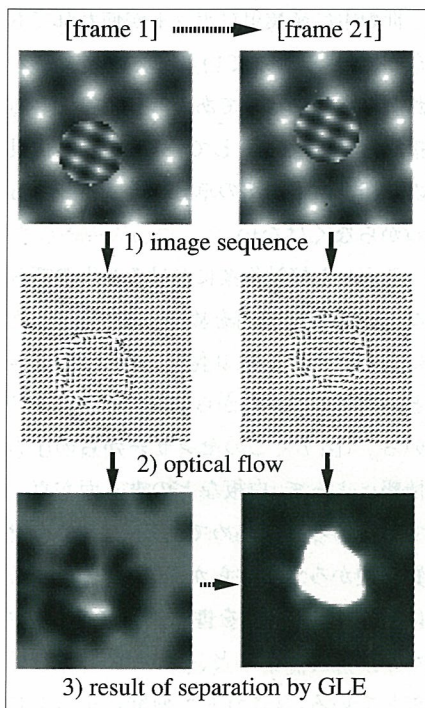 [frame 1] [frame 21]
1) image sequence
2) optical flow
3) result of separation by GLE